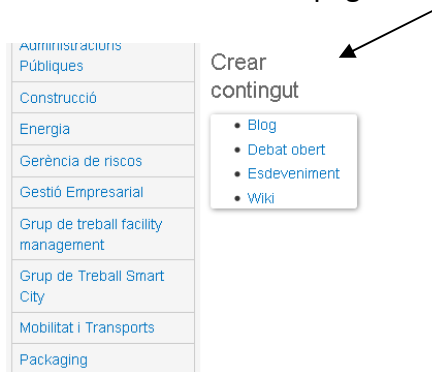 Administracions
Públiques
Construcció
Energia
Gerència de riscos
Gestió Empresarial
Grup de treball facility
management
Grup de Treball Smart
City
Mobilitat i Transports
Packaging
Crear
contingut
Blog
Debat obert
Esdeveniment
Wiki